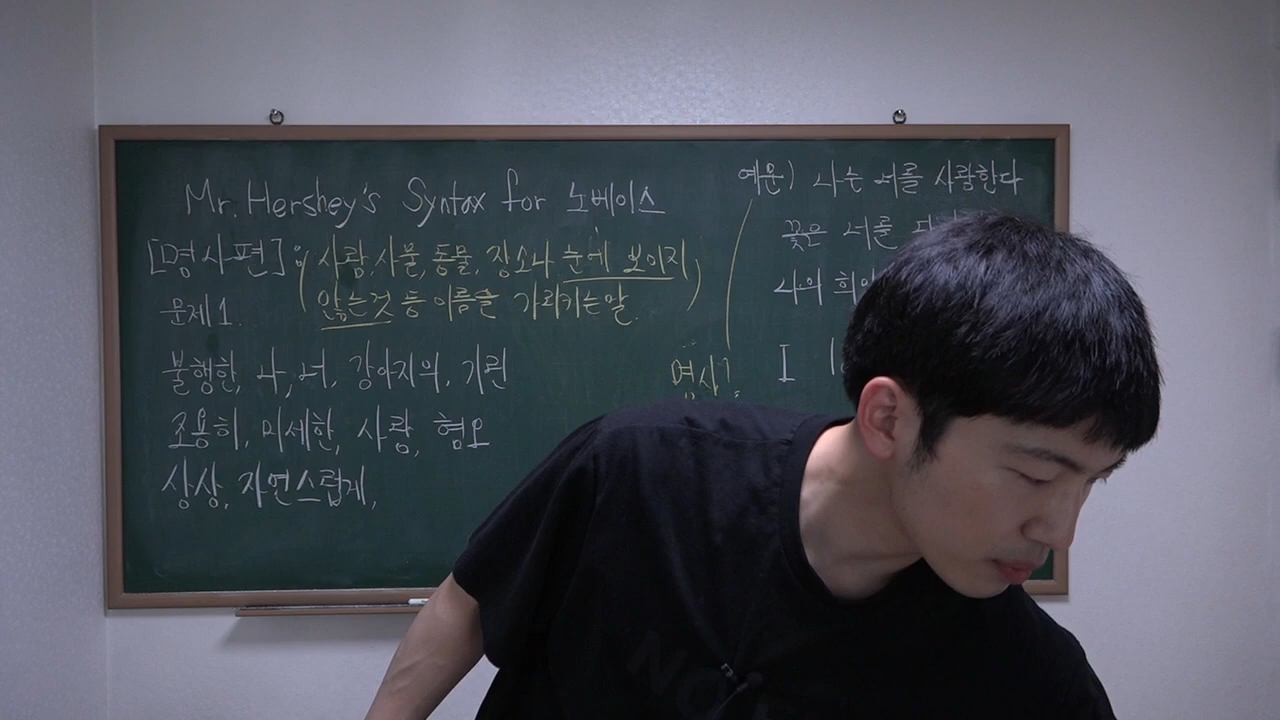 Mr. Hershey's Syntax for 노베이스
[명사편] : (사람, 사물, 동물, 장소나 눈에 보이지
않는것 등 이름을 가리키는말.)
문제1.
불행한, 나, 너, 강아지의, 기린
조용히, 미세한, 사람, 혐오
상상, 자연스럽게,
예문) 나는 너를 사랑한다
꽃은 너를
나의
I
명사?